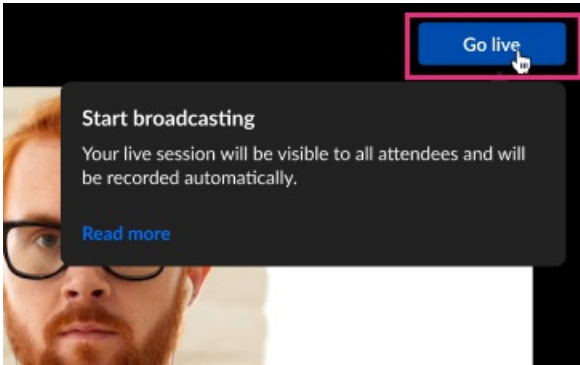 Go live
Start broadcasting
Your live session will be visible to all attendees and will
be recorded automatically.
Read more